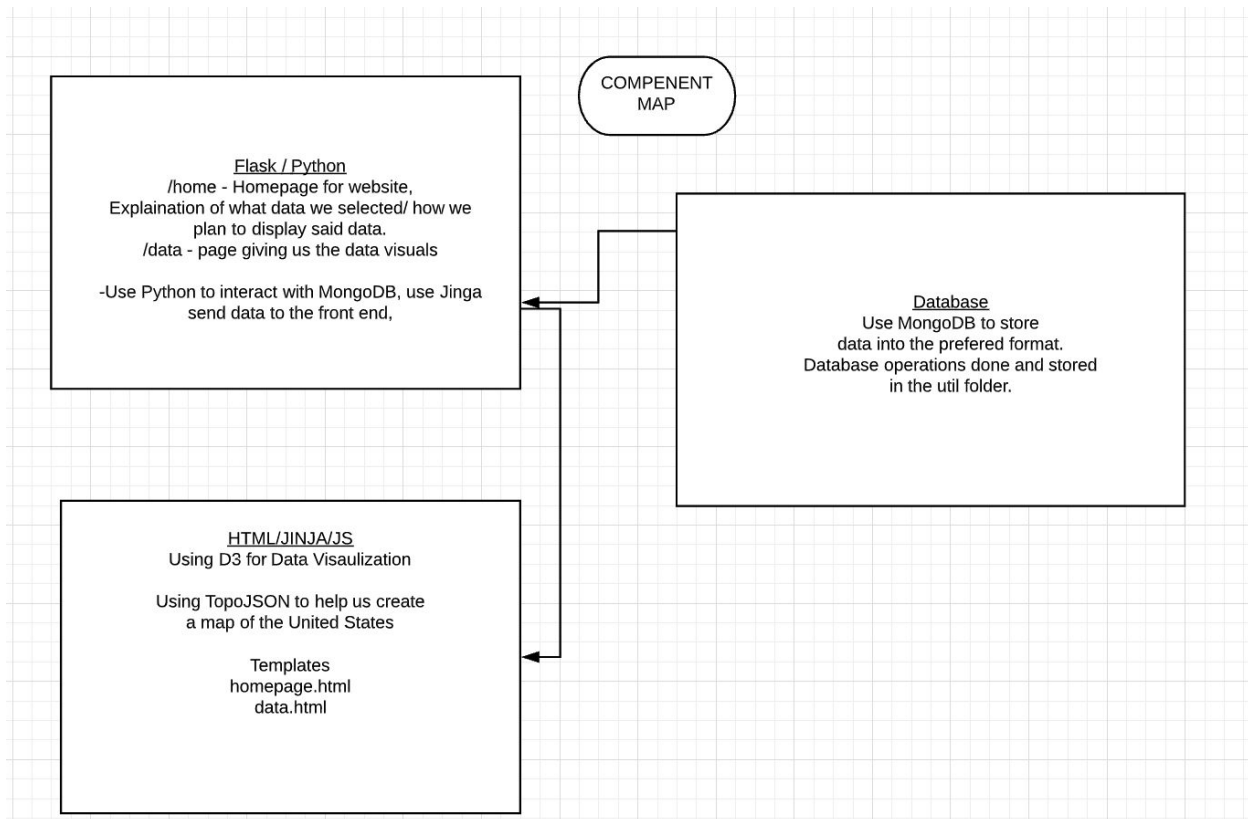 COMPENENT
MAP
Flask / Python
/home - Homepage for website,
Explaination of what data we selected/ how we
plan to display said data.
/data - page giving us the data visuals
-Use Python to interact with MongoDB, use Jinga
send data to the front end,
Database
Use MongoDB to store
data into the prefered format.
Database operations done and stored
in the util folder.
HTML/JINJA/JS
Using D3 for Data Visaulization
Using TopoJSON to help us create
a map of the United States
Templates
homepage.html
data.html